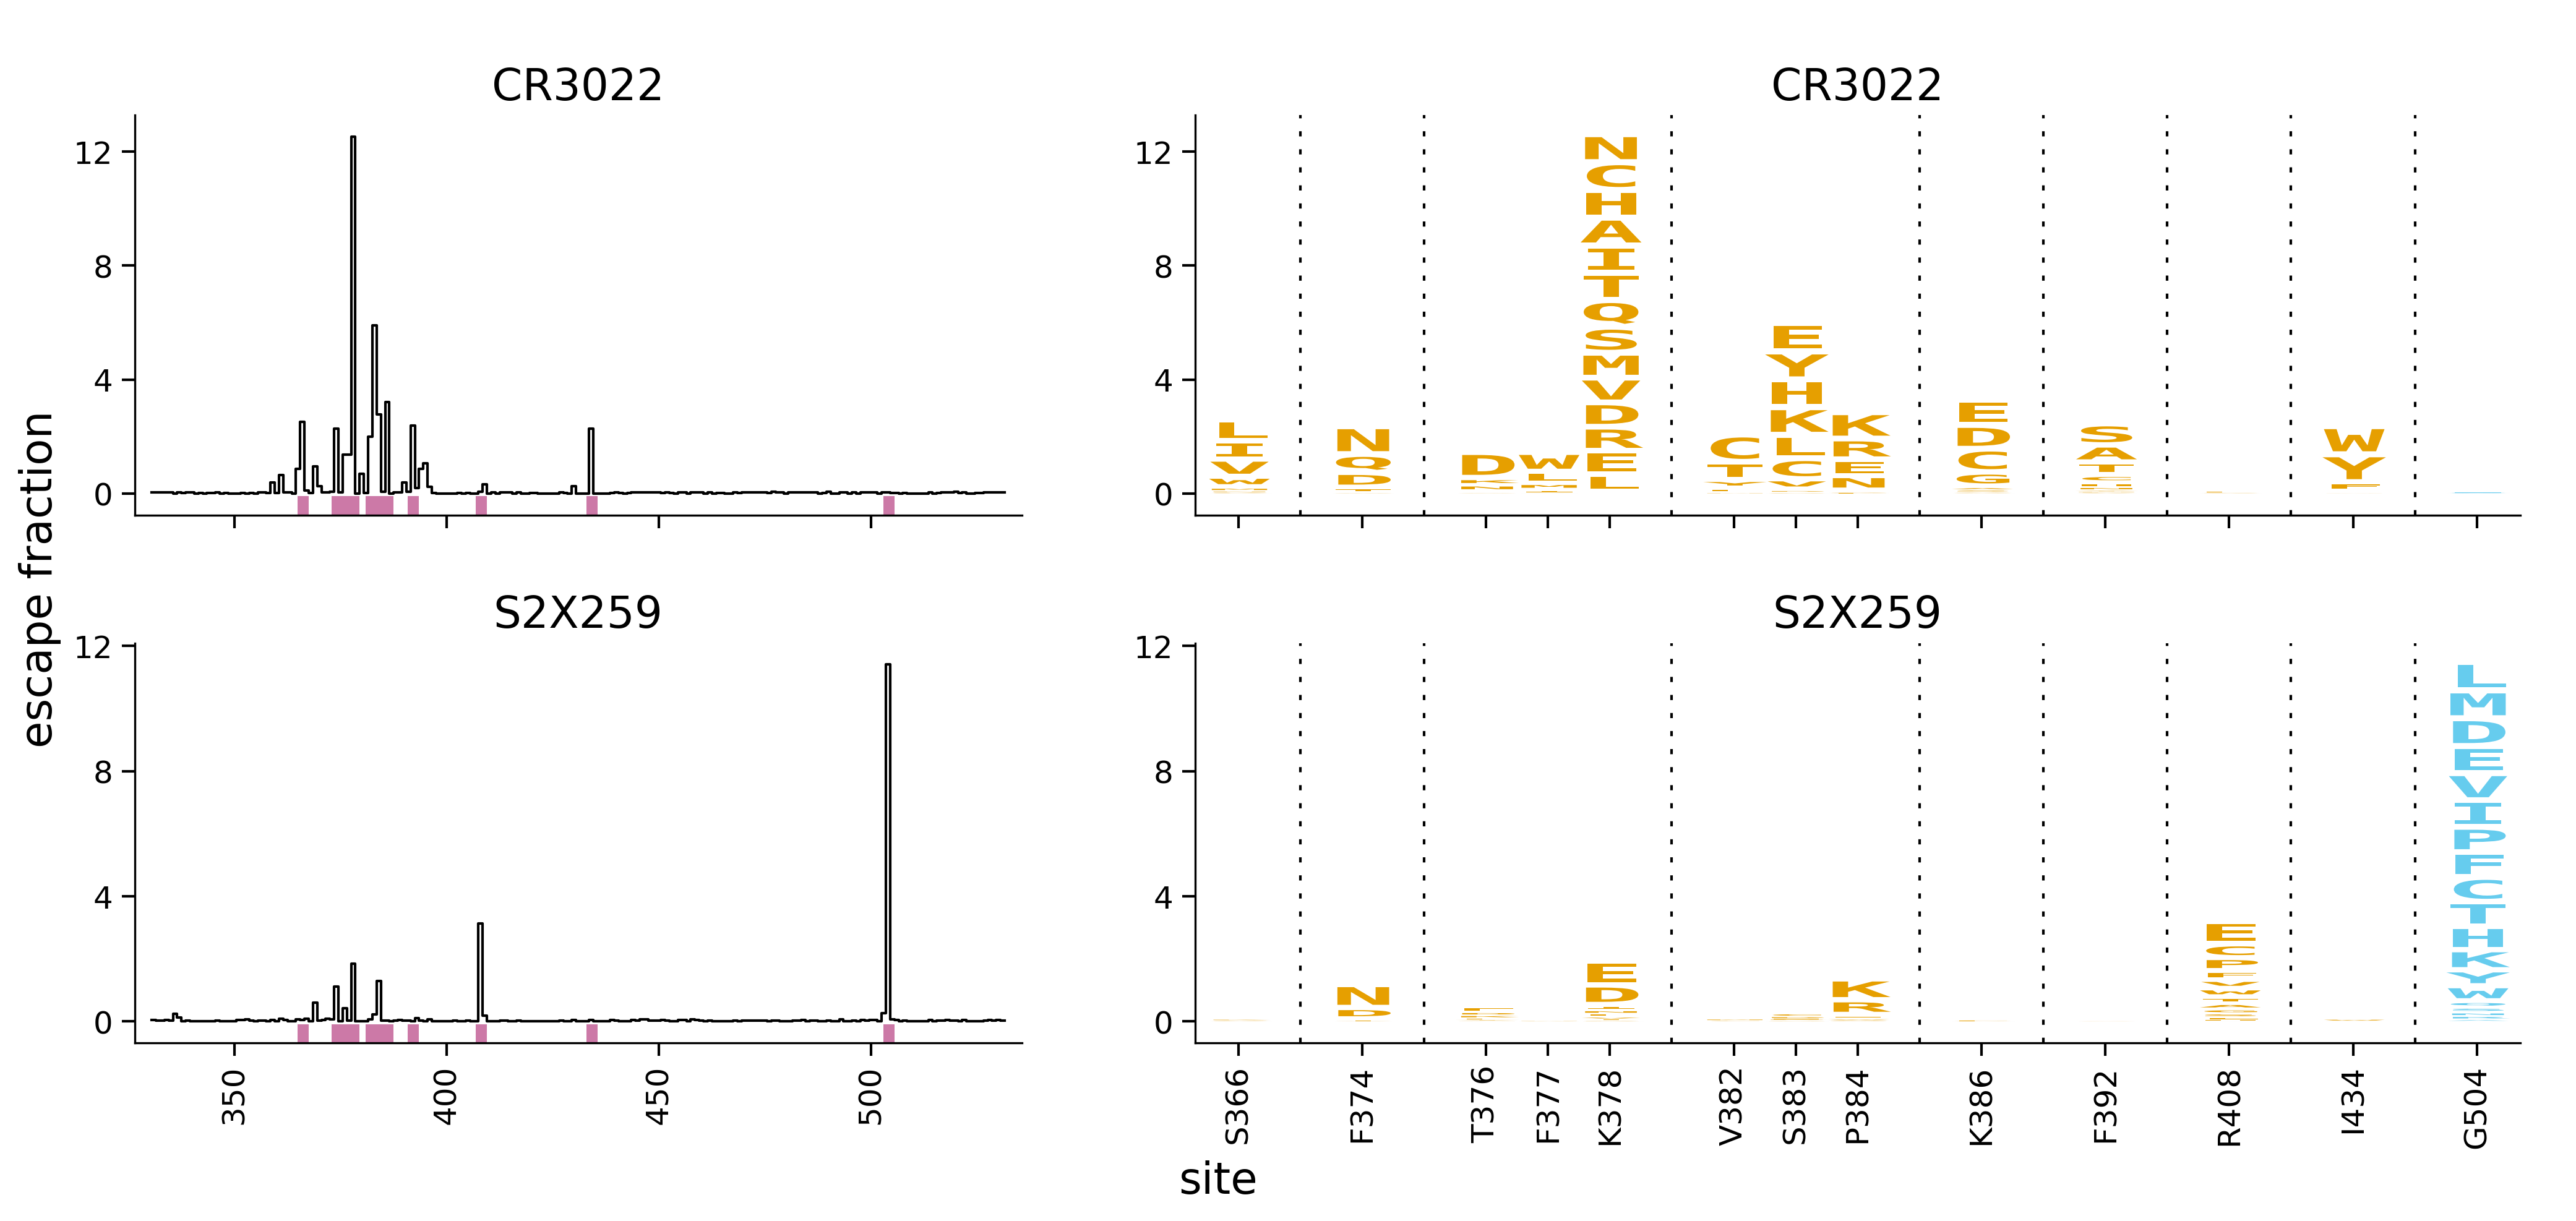 CR3022
CR3022
12
8
4
0
12
8
4
0
N
C
H
A
I
T
Q
S
M
V
D
R
E
L
E
Y
H
K
L
C
V
K
R
E
N
L
I
V
W
N
Q
D
D
K
N
W
L
M
C
T
Y
E
D
C
G
S
A
T
C
W
Y
F
escape fraction
S2X259
S2X259
12
8
4
0
12
8
4
0
N
D
E
D
K
R
E
C
P
L
M
D
E
V
I
P
F
C
T
H
K
Y
W
350
400
450
500
S366
F374
T376
F377
K378
V382
S383
P384
K386
F392
R408
I434
G504
site